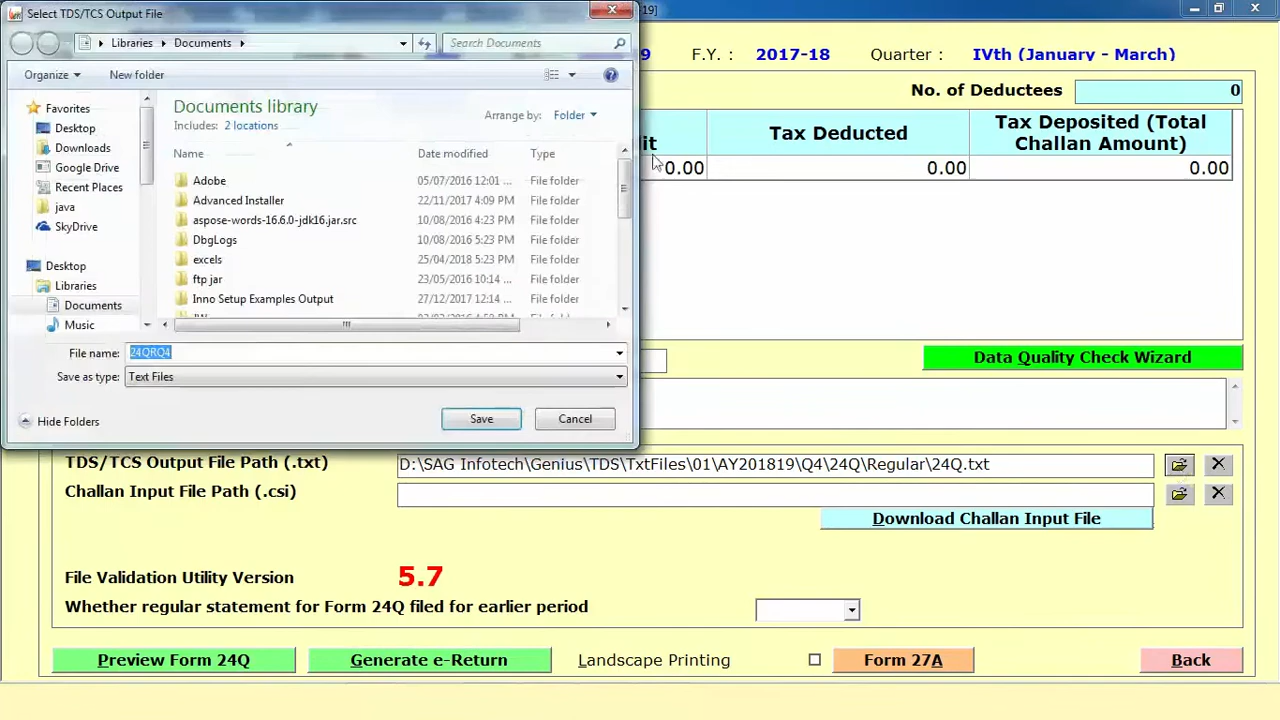 Select TDS/TCS Output File
-19]
Libraries
Documents
Search Documents
9
F.Y. :
2017-18
Quarter :
IVth (January - March)
Organize
New folder
No. of Deductees
0
Favorites
Desktop
Downloads
Google Drive
Recent Places
java
SkyDrive
Desktop
Libraries
Documents
Music
Documents library
Includes: 2 locations
Arrange by:
Folder
Name
Date modified
Type
Adobe
05/07/2016 12:01 ...
File folder
Advanced Installer
22/11/2017 4:09 PM
File folder
aspose-words-16.6.0-jdk16.jar.src
10/08/2016 4:23 PM
File folder
DbgLogs
10/08/2016 5:23 PM
File folder
excels
25/04/2018 5:23 PM
File folder
ftp jar
23/05/2016 10:14 ...
File folder
Inno Setup Examples Output
27/12/2017 12:14 ...
File folder
it
Tax Deducted
Tax Deposited (Total
Challan Amount)
0.00
0.00
0.00
File name:
24QRQ4
Save as type:
Text Files
Hide Folders
Save
Cancel
Data Quality Check Wizard
TDS/TCS Output File Path (.txt)
D:\SAG Infotech\Genius\TDS\TxtFiles\01\AY201819\Q4\24Q\Regular\24Q.txt
Challan Input File Path (.csi)
Download Challan Input File
File Validation Utility Version
5.7
Whether regular statement for Form 24Q filed for earlier period
Preview Form 24Q
Generate e-Return
Landscape Printing
Form 27A
Back